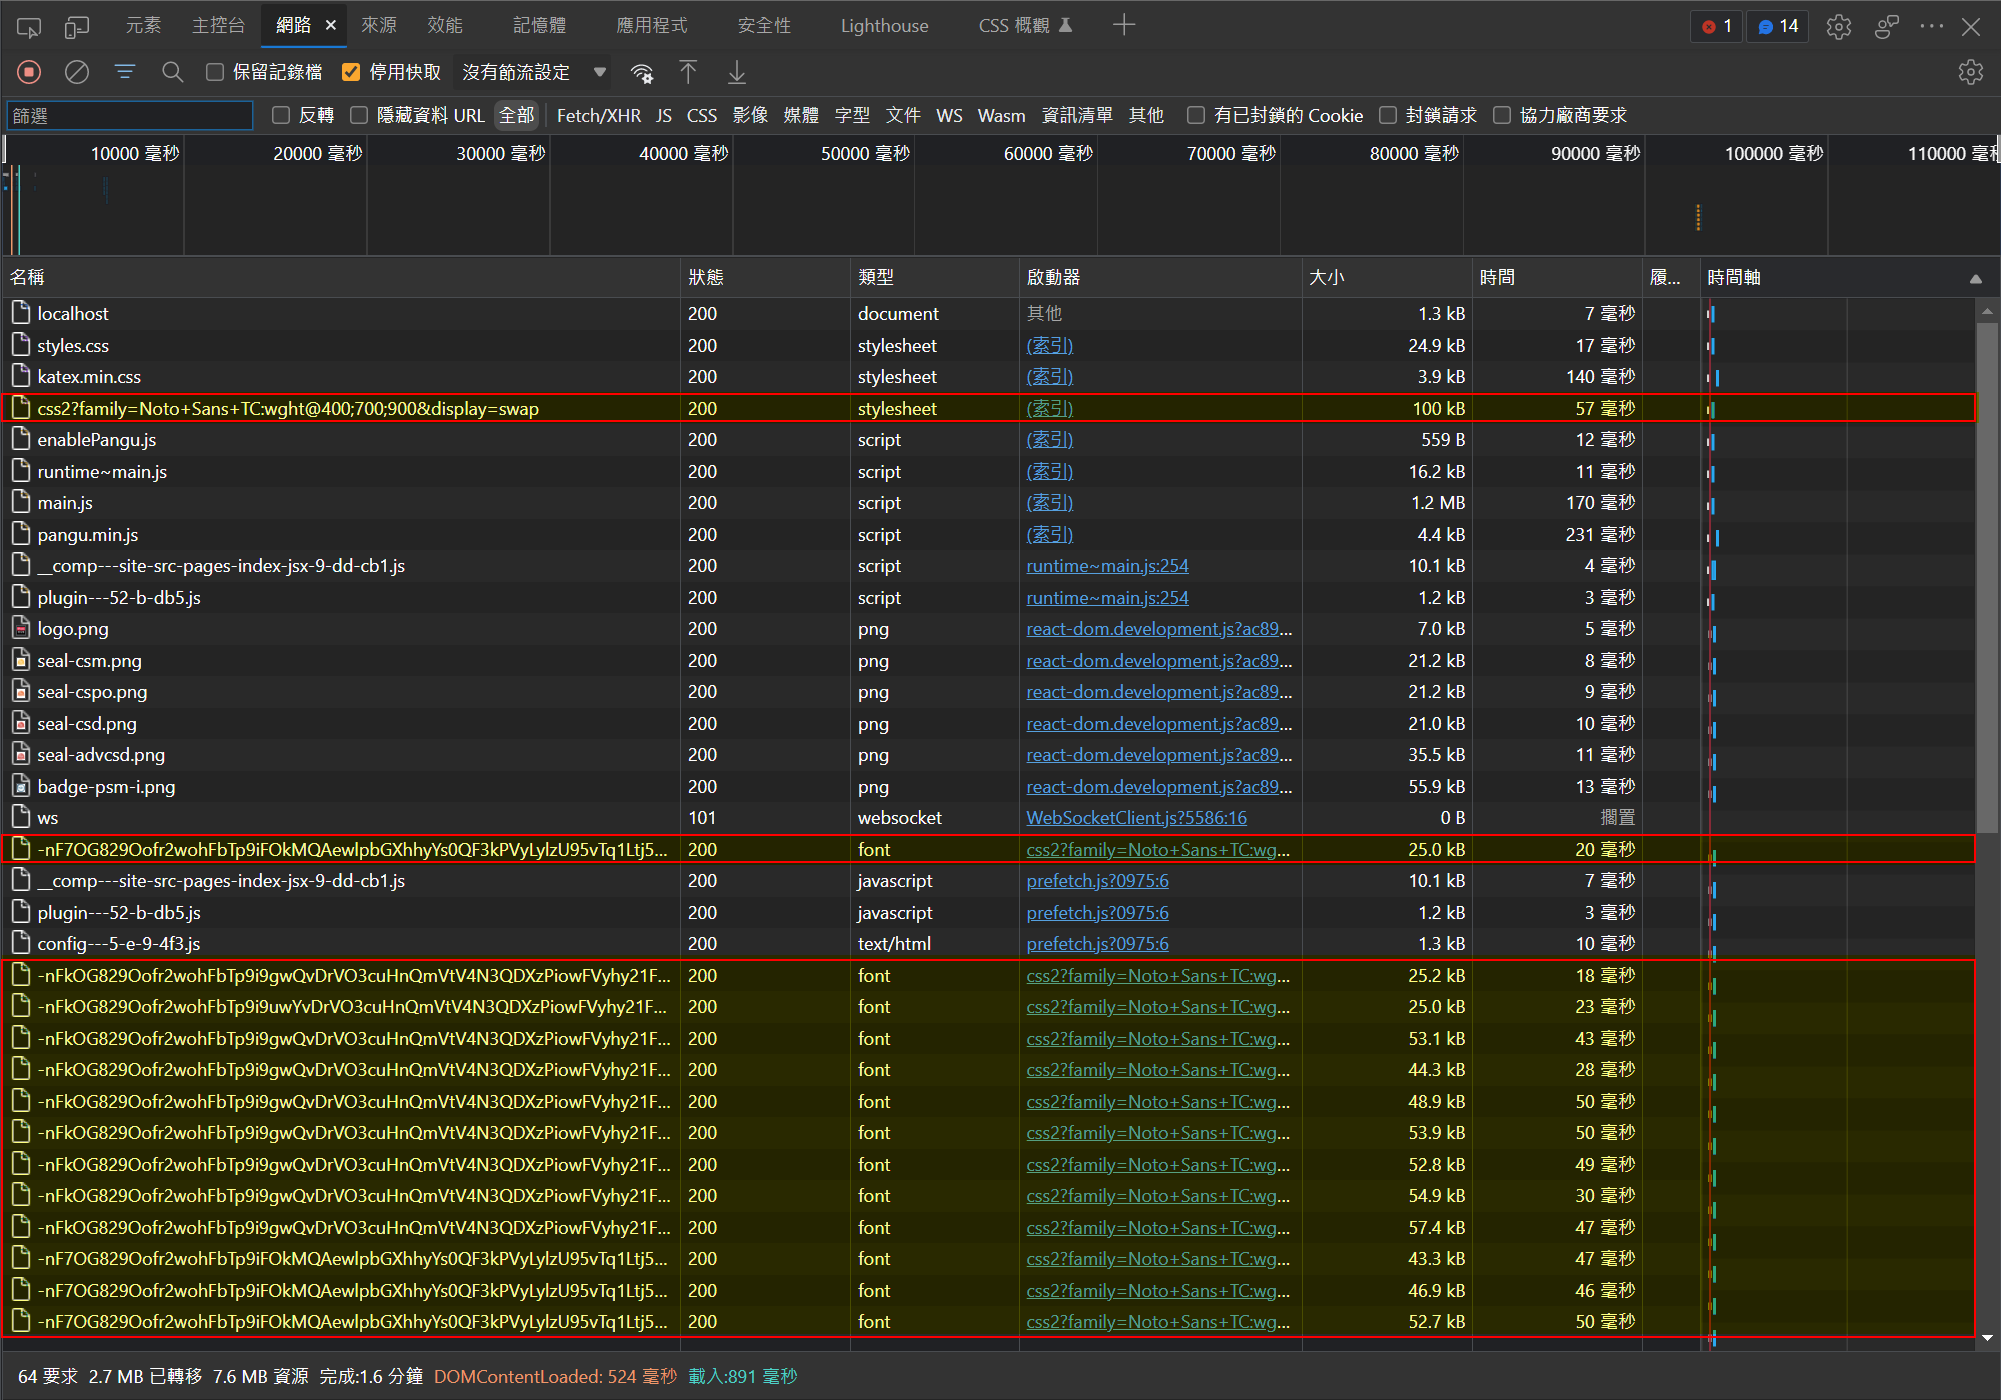 元素 主控台 網路 來源 效能 記憶體 應用程式 安全性 Lighthouse CSS 概觀 1 14
保留記錄檔 停用快取 沒有節流設定
篩選 反轉 隱藏資料 URL 全部 Fetch/XHR JS CSS 影像 媒體 字型 文件 WS Wasm 資訊清單 其他 有已封鎖的 Cookie 封鎖請求 協力廠商要求
10000 毫秒 20000 毫秒 30000 毫秒 40000 毫秒 50000 毫秒 60000 毫秒 70000 毫秒 80000 毫秒 90000 毫秒 100000 毫秒 110000 毫秒
名稱 狀態 類型 啟動器 大小 時間 履... 時間軸
localhost 200 document 其他 1.3 kB 7 毫秒
styles.css 200 stylesheet (索引) 24.9 kB 17 毫秒
katex.min.css 200 stylesheet (索引) 3.9 kB 140 毫秒
css2?family=Noto+Sans+TC:wght@400;700;900&display=swap 200 stylesheet (索引) 100 kB 57 毫秒
enablePangu.js 200 script (索引) 559 B 12 毫秒
runtime~main.js 200 script (索引) 16.2 kB 11 毫秒
main.js 200 script (索引) 1.2 MB 170 毫秒
pangu.min.js 200 script (索引) 4.4 kB 231 毫秒
__comp---site-src-pages-index-jsx-9-dd-cb1.js 200 script runtime~main.js:254 10.1 kB 4 毫秒
plugin---52-b-db5.js 200 script runtime~main.js:254 1.2 kB 3 毫秒
logo.png 200 png react-dom.development.js?ac89... 7.0 kB 5 毫秒
seal-csm.png 200 png react-dom.development.js?ac89... 21.2 kB 8 毫秒
seal-cspo.png 200 png react-dom.development.js?ac89... 21.2 kB 9 毫秒
seal-csd.png 200 png react-dom.development.js?ac89... 21.0 kB 10 毫秒
seal-advcsd.png 200 png react-dom.development.js?ac89... 35.5 kB 11 毫秒
badge-psm-i.png 200 png react-dom.development.js?ac89... 55.9 kB 13 毫秒
ws 101 websocket WebSocketClient.js?5586:16 0 B 擱置
-nF7OG829Oofr2wohFbTp9iFOkMQAewlpbGXhhyYs0QF3kPVyLylzU95vTq1Ltj5... 200 font css2?family=Noto+Sans+TC:wg... 25.0 kB 20 毫秒
__comp---site-src-pages-index-jsx-9-dd-cb1.js 200 javascript prefetch.js?0975:6 10.1 kB 7 毫秒
plugin---52-b-db5.js 200 javascript prefetch.js?0975:6 1.2 kB 3 毫秒
config---5-e-9-4f3.js 200 text/html prefetch.js?0975:6 1.3 kB 10 毫秒
-nFkOG829Oofr2wohFbTp9i9gwQvDrVO3cuHnQmVtV4N3QDXzPiowFVyhy21F... 200 font css2?family=Noto+Sans+TC:wg... 25.2 kB 18 毫秒
-nFkOG829Oofr2wohFbTp9i9uwYvDrVO3cuHnQmVtV4N3QDXzPiowFVyhy21F... 200 font css2?family=Noto+Sans+TC:wg... 25.0 kB 23 毫秒
-nFkOG829Oofr2wohFbTp9i9gwQvDrVO3cuHnQmVtV4N3QDXzPiowFVyhy21F... 200 font css2?family=Noto+Sans+TC:wg... 53.1 kB 43 毫秒
-nFkOG829Oofr2wohFbTp9i9gwQvDrVO3cuHnQmVtV4N3QDXzPiowFVyhy21F... 200 font css2?family=Noto+Sans+TC:wg... 44.3 kB 28 毫秒
-nFkOG829Oofr2wohFbTp9i9gwQvDrVO3cuHnQmVtV4N3QDXzPiowFVyhy21F... 200 font css2?family=Noto+Sans+TC:wg... 48.9 kB 50 毫秒
-nFkOG829Oofr2wohFbTp9i9gwQvDrVO3cuHnQmVtV4N3QDXzPiowFVyhy21F... 200 font css2?family=Noto+Sans+TC:wg... 53.9 kB 50 毫秒
-nFkOG829Oofr2wohFbTp9i9gwQvDrVO3cuHnQmVtV4N3QDXzPiowFVyhy21F... 200 font css2?family=Noto+Sans+TC:wg... 52.8 kB 49 毫秒
-nFkOG829Oofr2wohFbTp9i9gwQvDrVO3cuHnQmVtV4N3QDXzPiowFVyhy21F... 200 font css2?family=Noto+Sans+TC:wg... 54.9 kB 30 毫秒
-nFkOG829Oofr2wohFbTp9i9gwQvDrVO3cuHnQmVtV4N3QDXzPiowFVyhy21F... 200 font css2?family=Noto+Sans+TC:wg... 57.4 kB 47 毫秒
-nF7OG829Oofr2wohFbTp9iFOkMQAewlpbGXhhyYs0QF3kPVyLylzU95vTq1Ltj5... 200 font css2?family=Noto+Sans+TC:wg... 43.3 kB 47 毫秒
-nF7OG829Oofr2wohFbTp9iFOkMQAewlpbGXhhyYs0QF3kPVyLylzU95vTq1Ltj5... 200 font css2?family=Noto+Sans+TC:wg... 46.9 kB 46 毫秒
-nF7OG829Oofr2wohFbTp9iFOkMQAewlpbGXhhyYs0QF3kPVyLylzU95vTq1Ltj5... 200 font css2?family=Noto+Sans+TC:wg... 52.7 kB 50 毫秒
64 要求 2.7 MB 已轉移 7.6 MB 資源 完成:1.6 分鐘 DOMContentLoaded: 524 毫秒 載入:891 毫秒